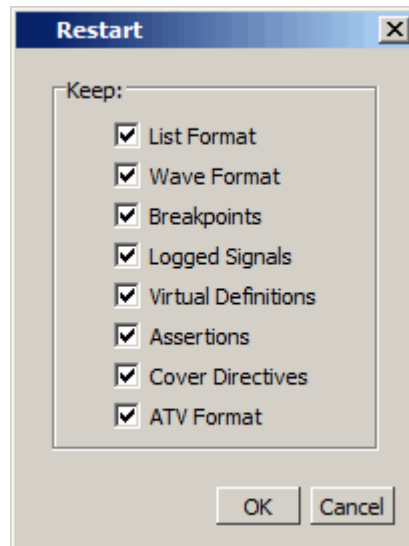 Restart
Keep:
List Format
Wave Format
Breakpoints
Logged Signals
Virtual Definitions
Assertions
Cover Directives
ATV Format
OK Cancel